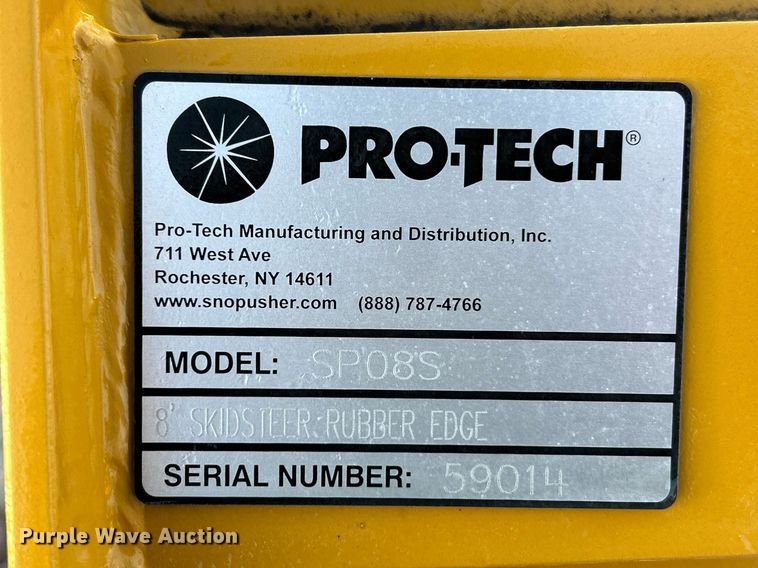 PRO-TECH®
Pro-Tech Manufacturing and Distribution, Inc.
711 West Ave
Rochester, NY 14611
www.snopusher.com (888) 787-4766
MODEL: SP08S
8' SKIDSTEER RUBBER EDGE
SERIAL NUMBER: 59014
Purple Wave Auction